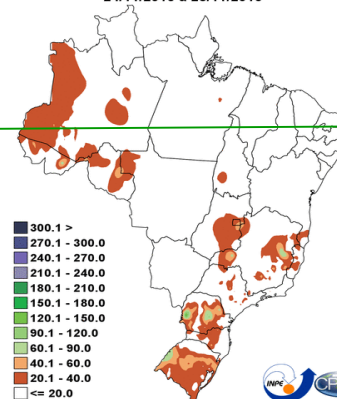 300.1 >
270.1 - 300.0
240.1 - 270.0
210.1 - 240.0
180.1 - 210.0
150.1 - 180.0
120.1 - 150.0
90.1 - 120.0
60.1 - 90.0
40.1 - 60.0
20.1 - 40.0
<= 20.0
INPE
CP